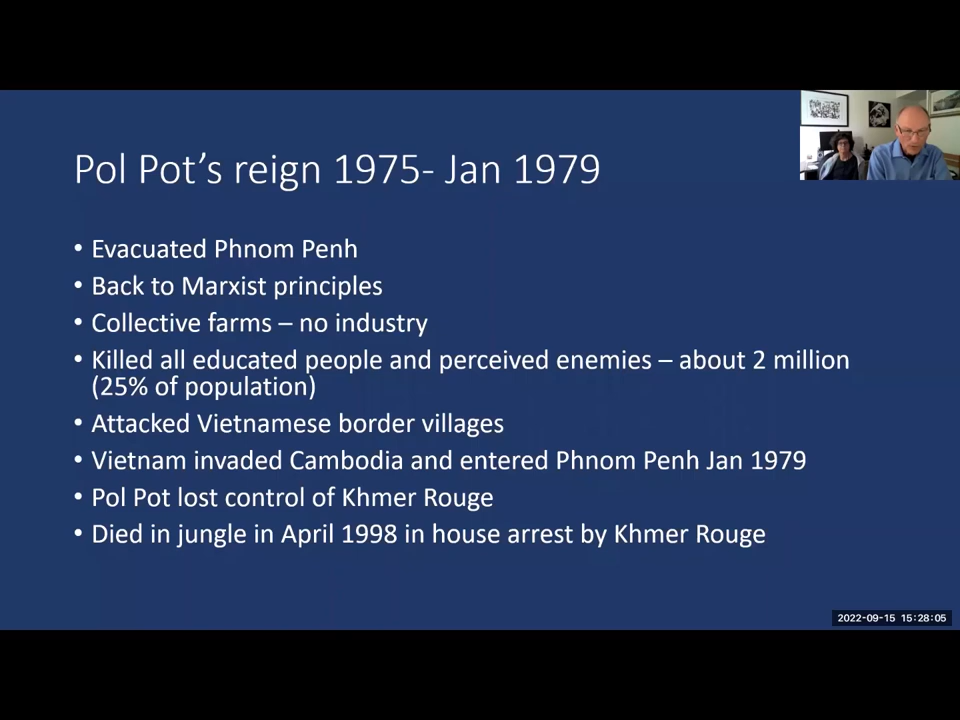 Pol Pot's reign 1975- Jan 1979
• Evacuated Phnom Penh
• Back to Marxist principles
• Collective farms – no industry
• Killed all educated people and perceived enemies – about 2 million
(25% of population)
• Attacked Vietnamese border villages
• Vietnam invaded Cambodia and entered Phnom Penh Jan 1979
• Pol Pot lost control of Khmer Rouge
• Died in jungle in April 1998 in house arrest by Khmer Rouge
2022-09-15 15:28:05